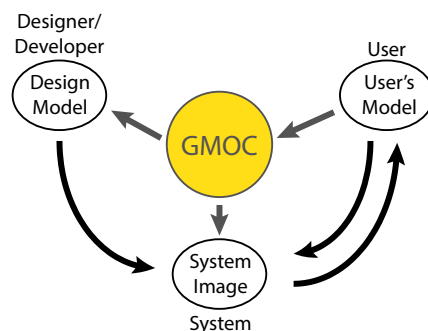 Designer/
Developer
Design
Model
User
User's
Model
GMOC
System
Image
System